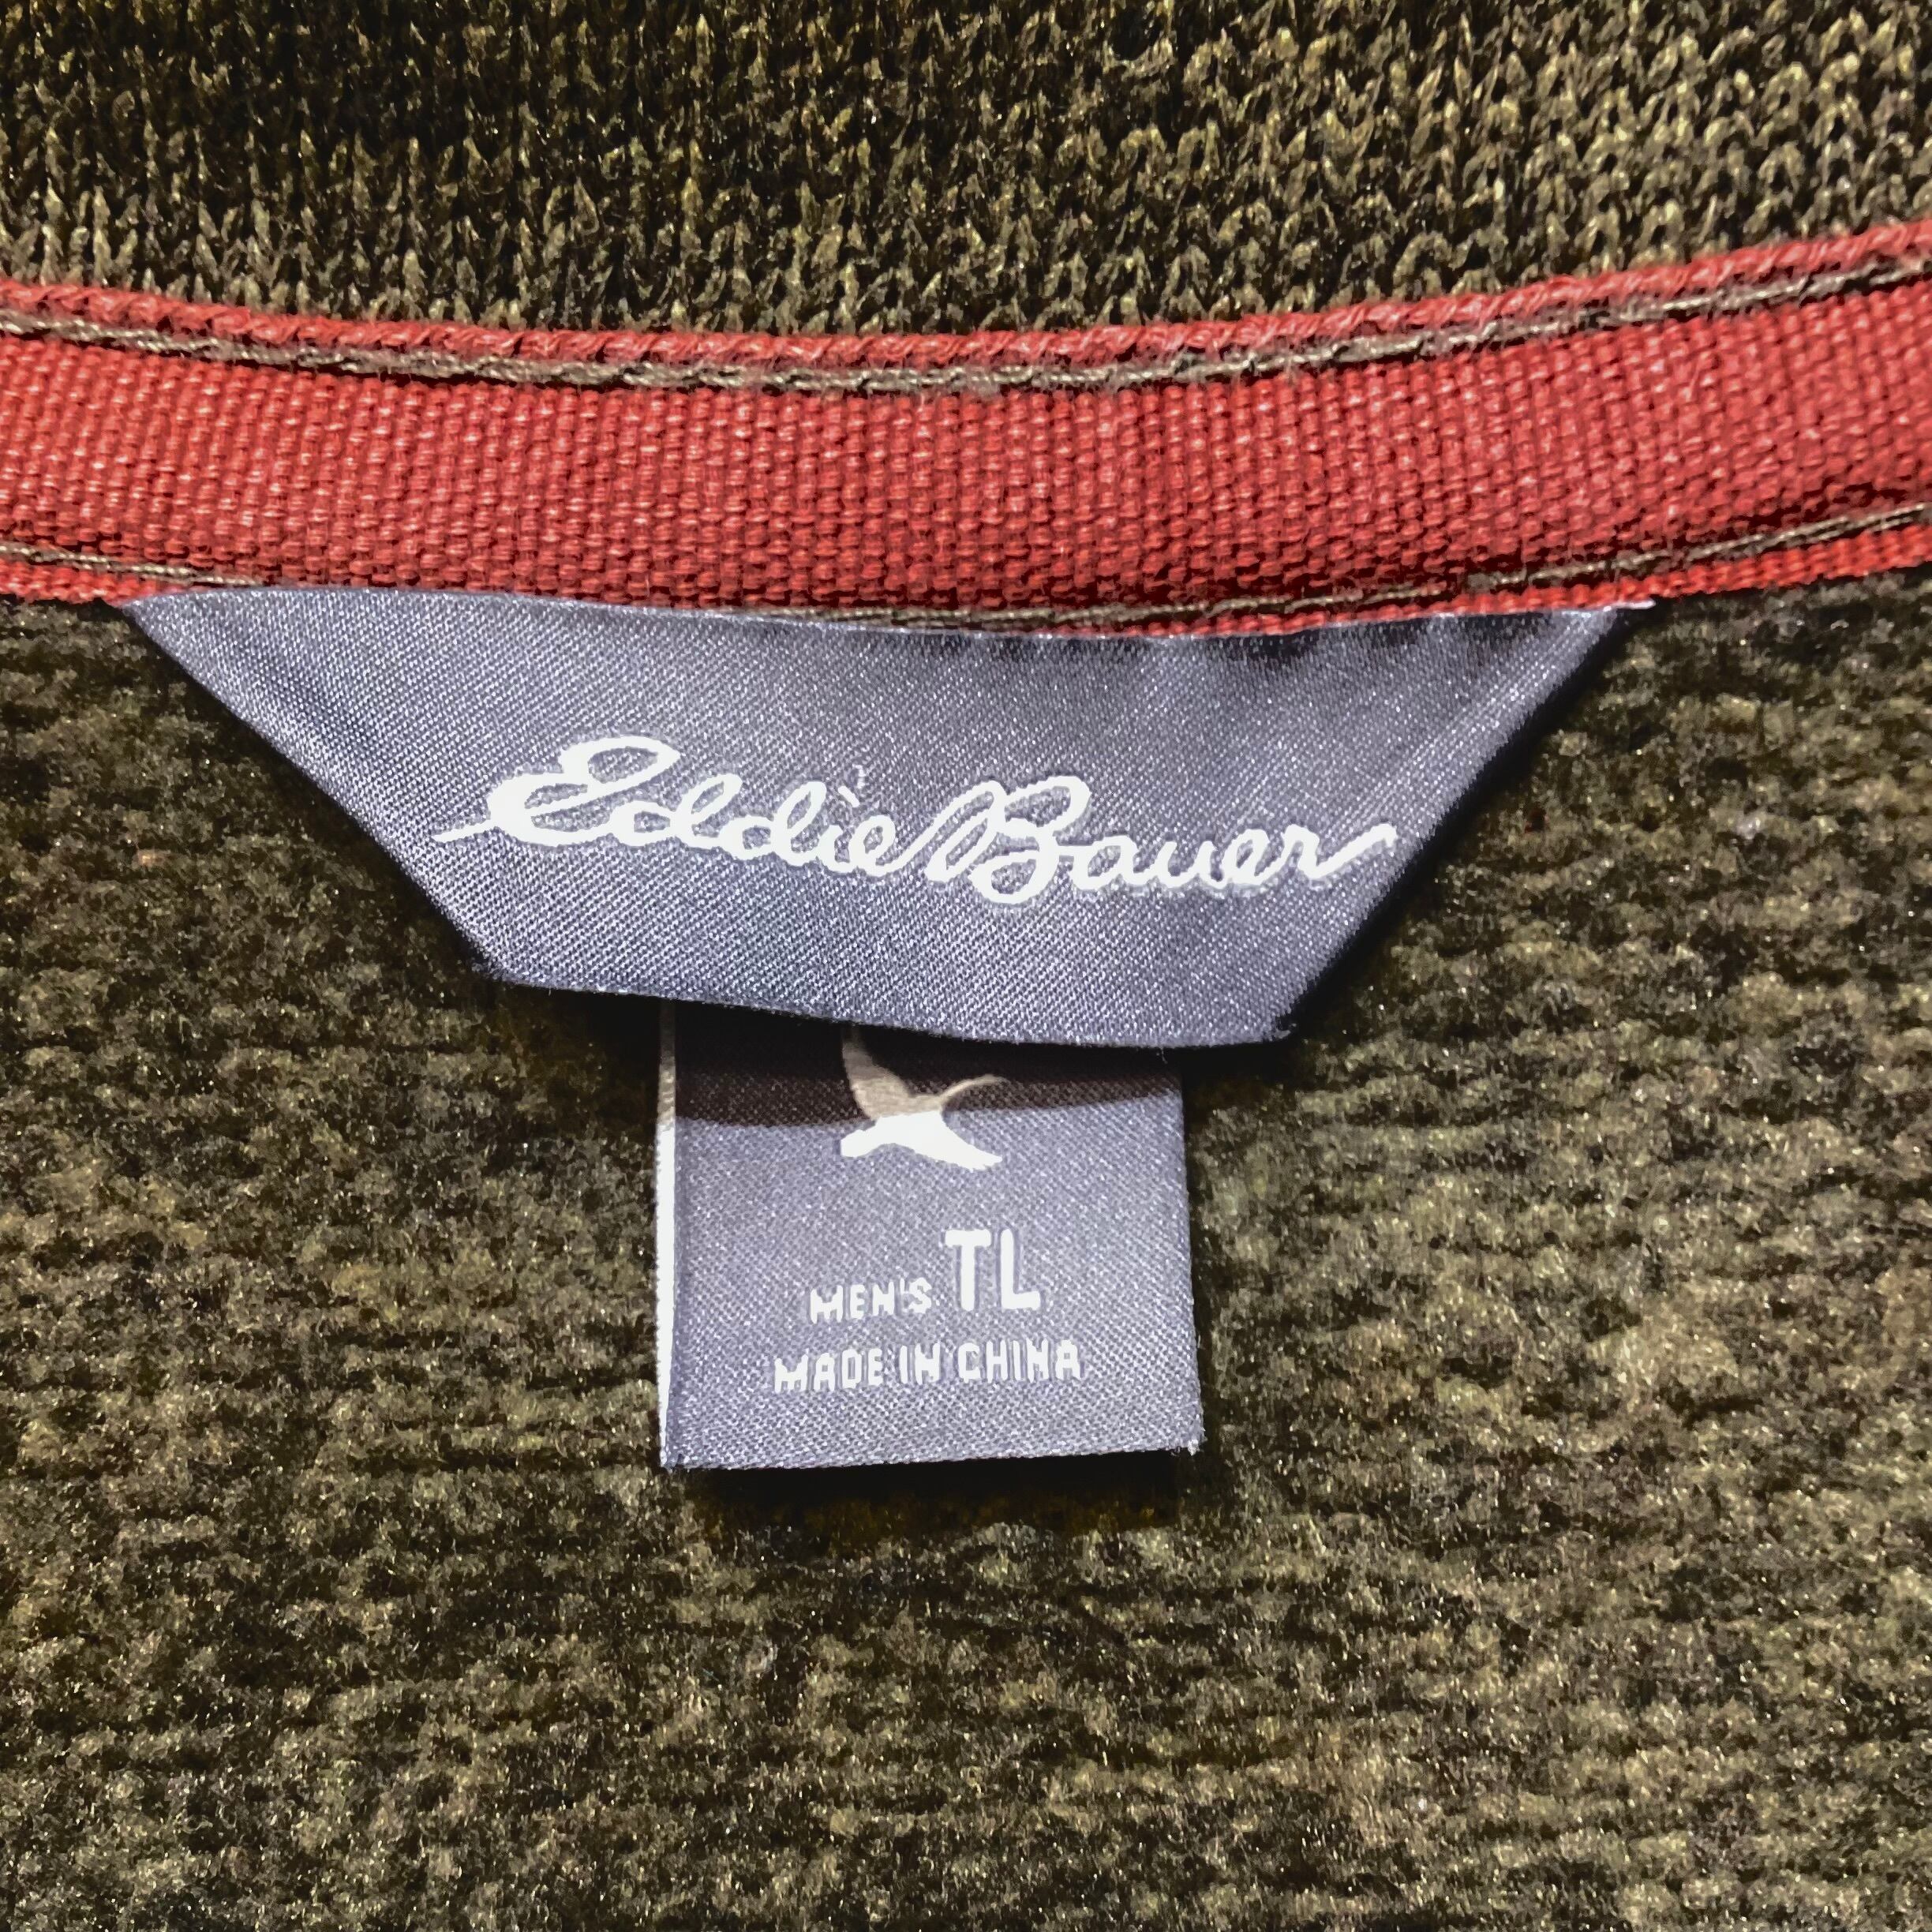 Eddie Bauer
MEN'S TL
MADE IN CHINA